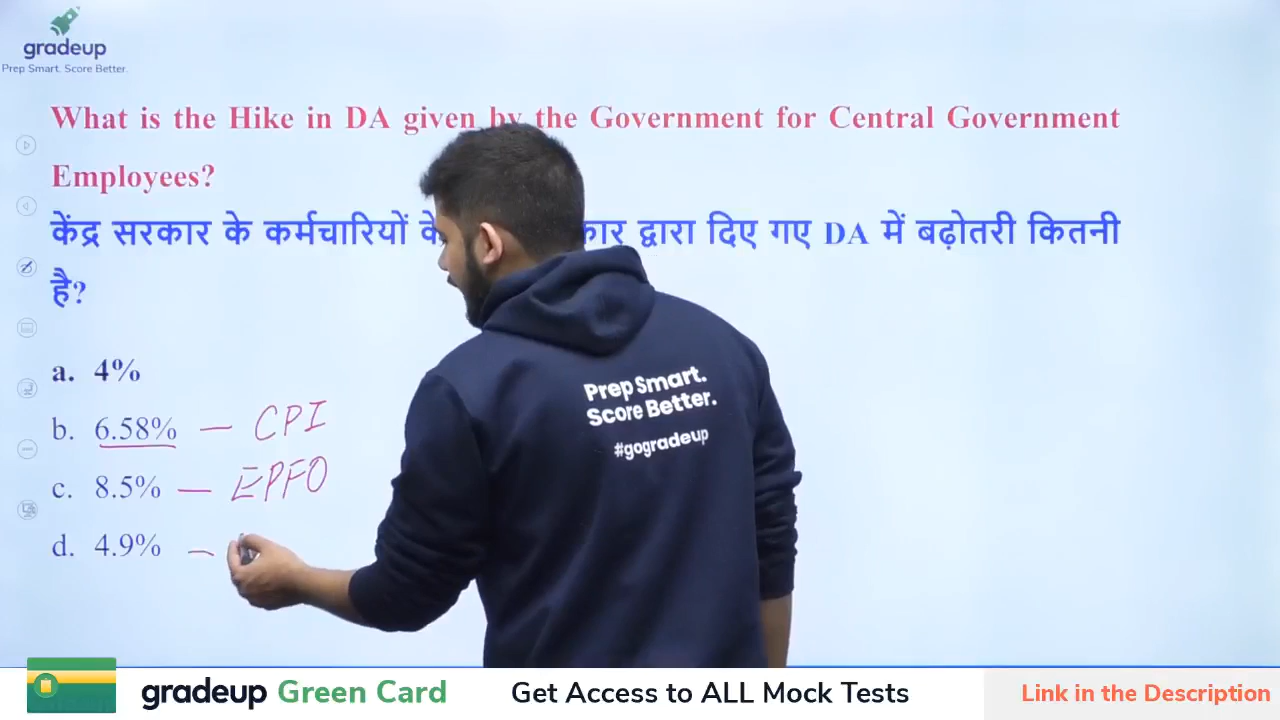 gradeup
Prep Smart. Score Better.
What is the Hike in DA given by the Government for Central Government
Employees?
केंद्र सरकार के कर्मचारियों के कार द्वारा दिए गए DA में बढ़ोतरी कितनी
है?
a. 4%
b. 6.58% — CPI
c. 8.5% — EPFO
d. 4.9% —
Prep Smart.
Score Better.
#gogradeup
gradeup Green Card
Get Access to ALL Mock Tests
Link in the Description